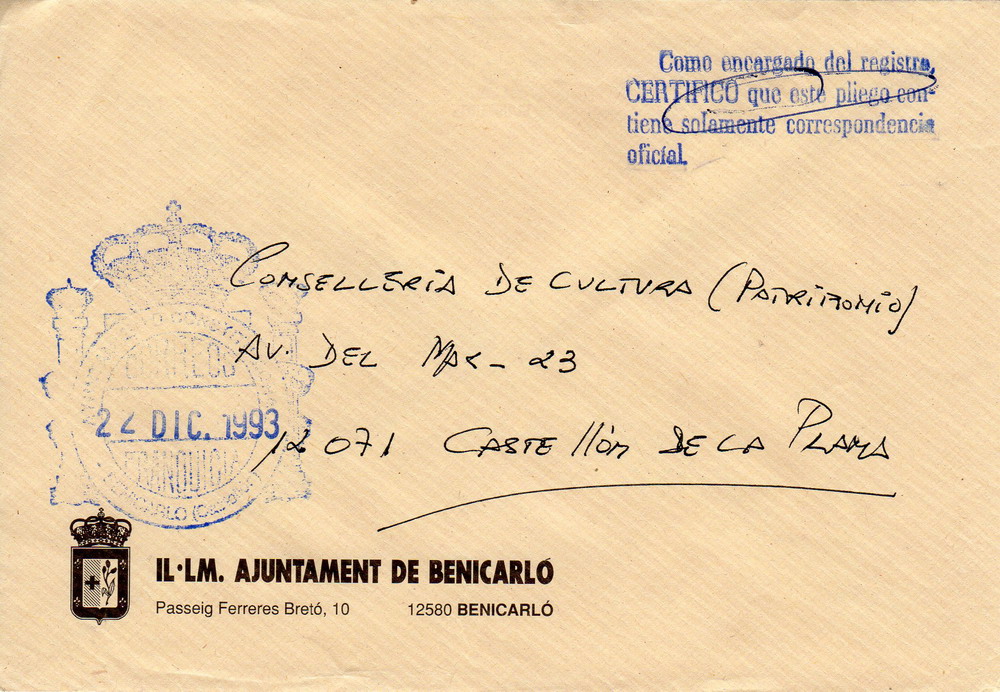 Como encargado del registro,
CERTIFICO que este pliego con-
tiene solamente correspondencia
oficial.
CONSELLERIA DE CULTURA (PATRIMONIO)
AV. DEL MAR - 23
12071 CASTELLÓN DE LA PLANA
CORREOS
22 DIC. 1993
FRANQUICIA
IL·LM. AJUNTAMENT DE BENICARLÓ
Passeig Ferreres Bretó, 10 12580 BENICARLÓ